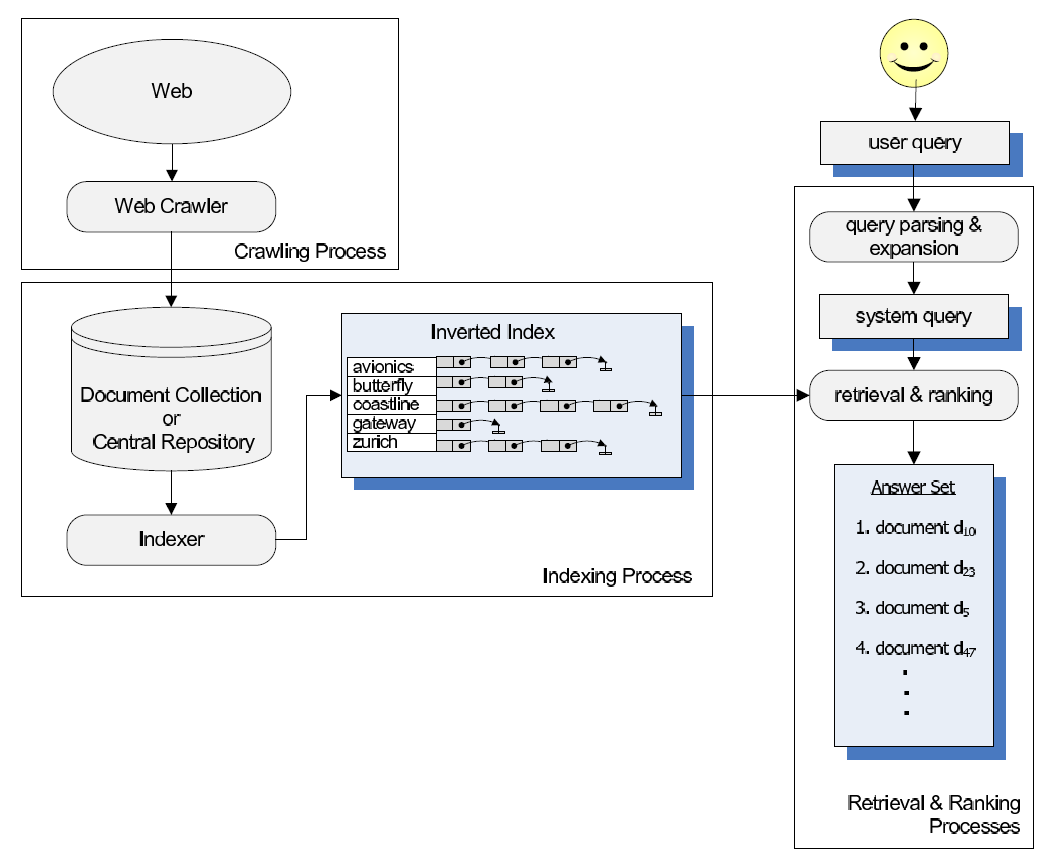 Web
Web Crawler
Crawling Process
Document Collection
or
Central Repository
Indexer
Inverted Index
avionics
butterfly
coastline
gateway
zurich
Indexing Process
user query
query parsing &
expansion
system query
retrieval & ranking
Answer Set
1. document d10
2. document d23
3. document d5
4. document d47
.
.
.
Retrieval & Ranking
Processes